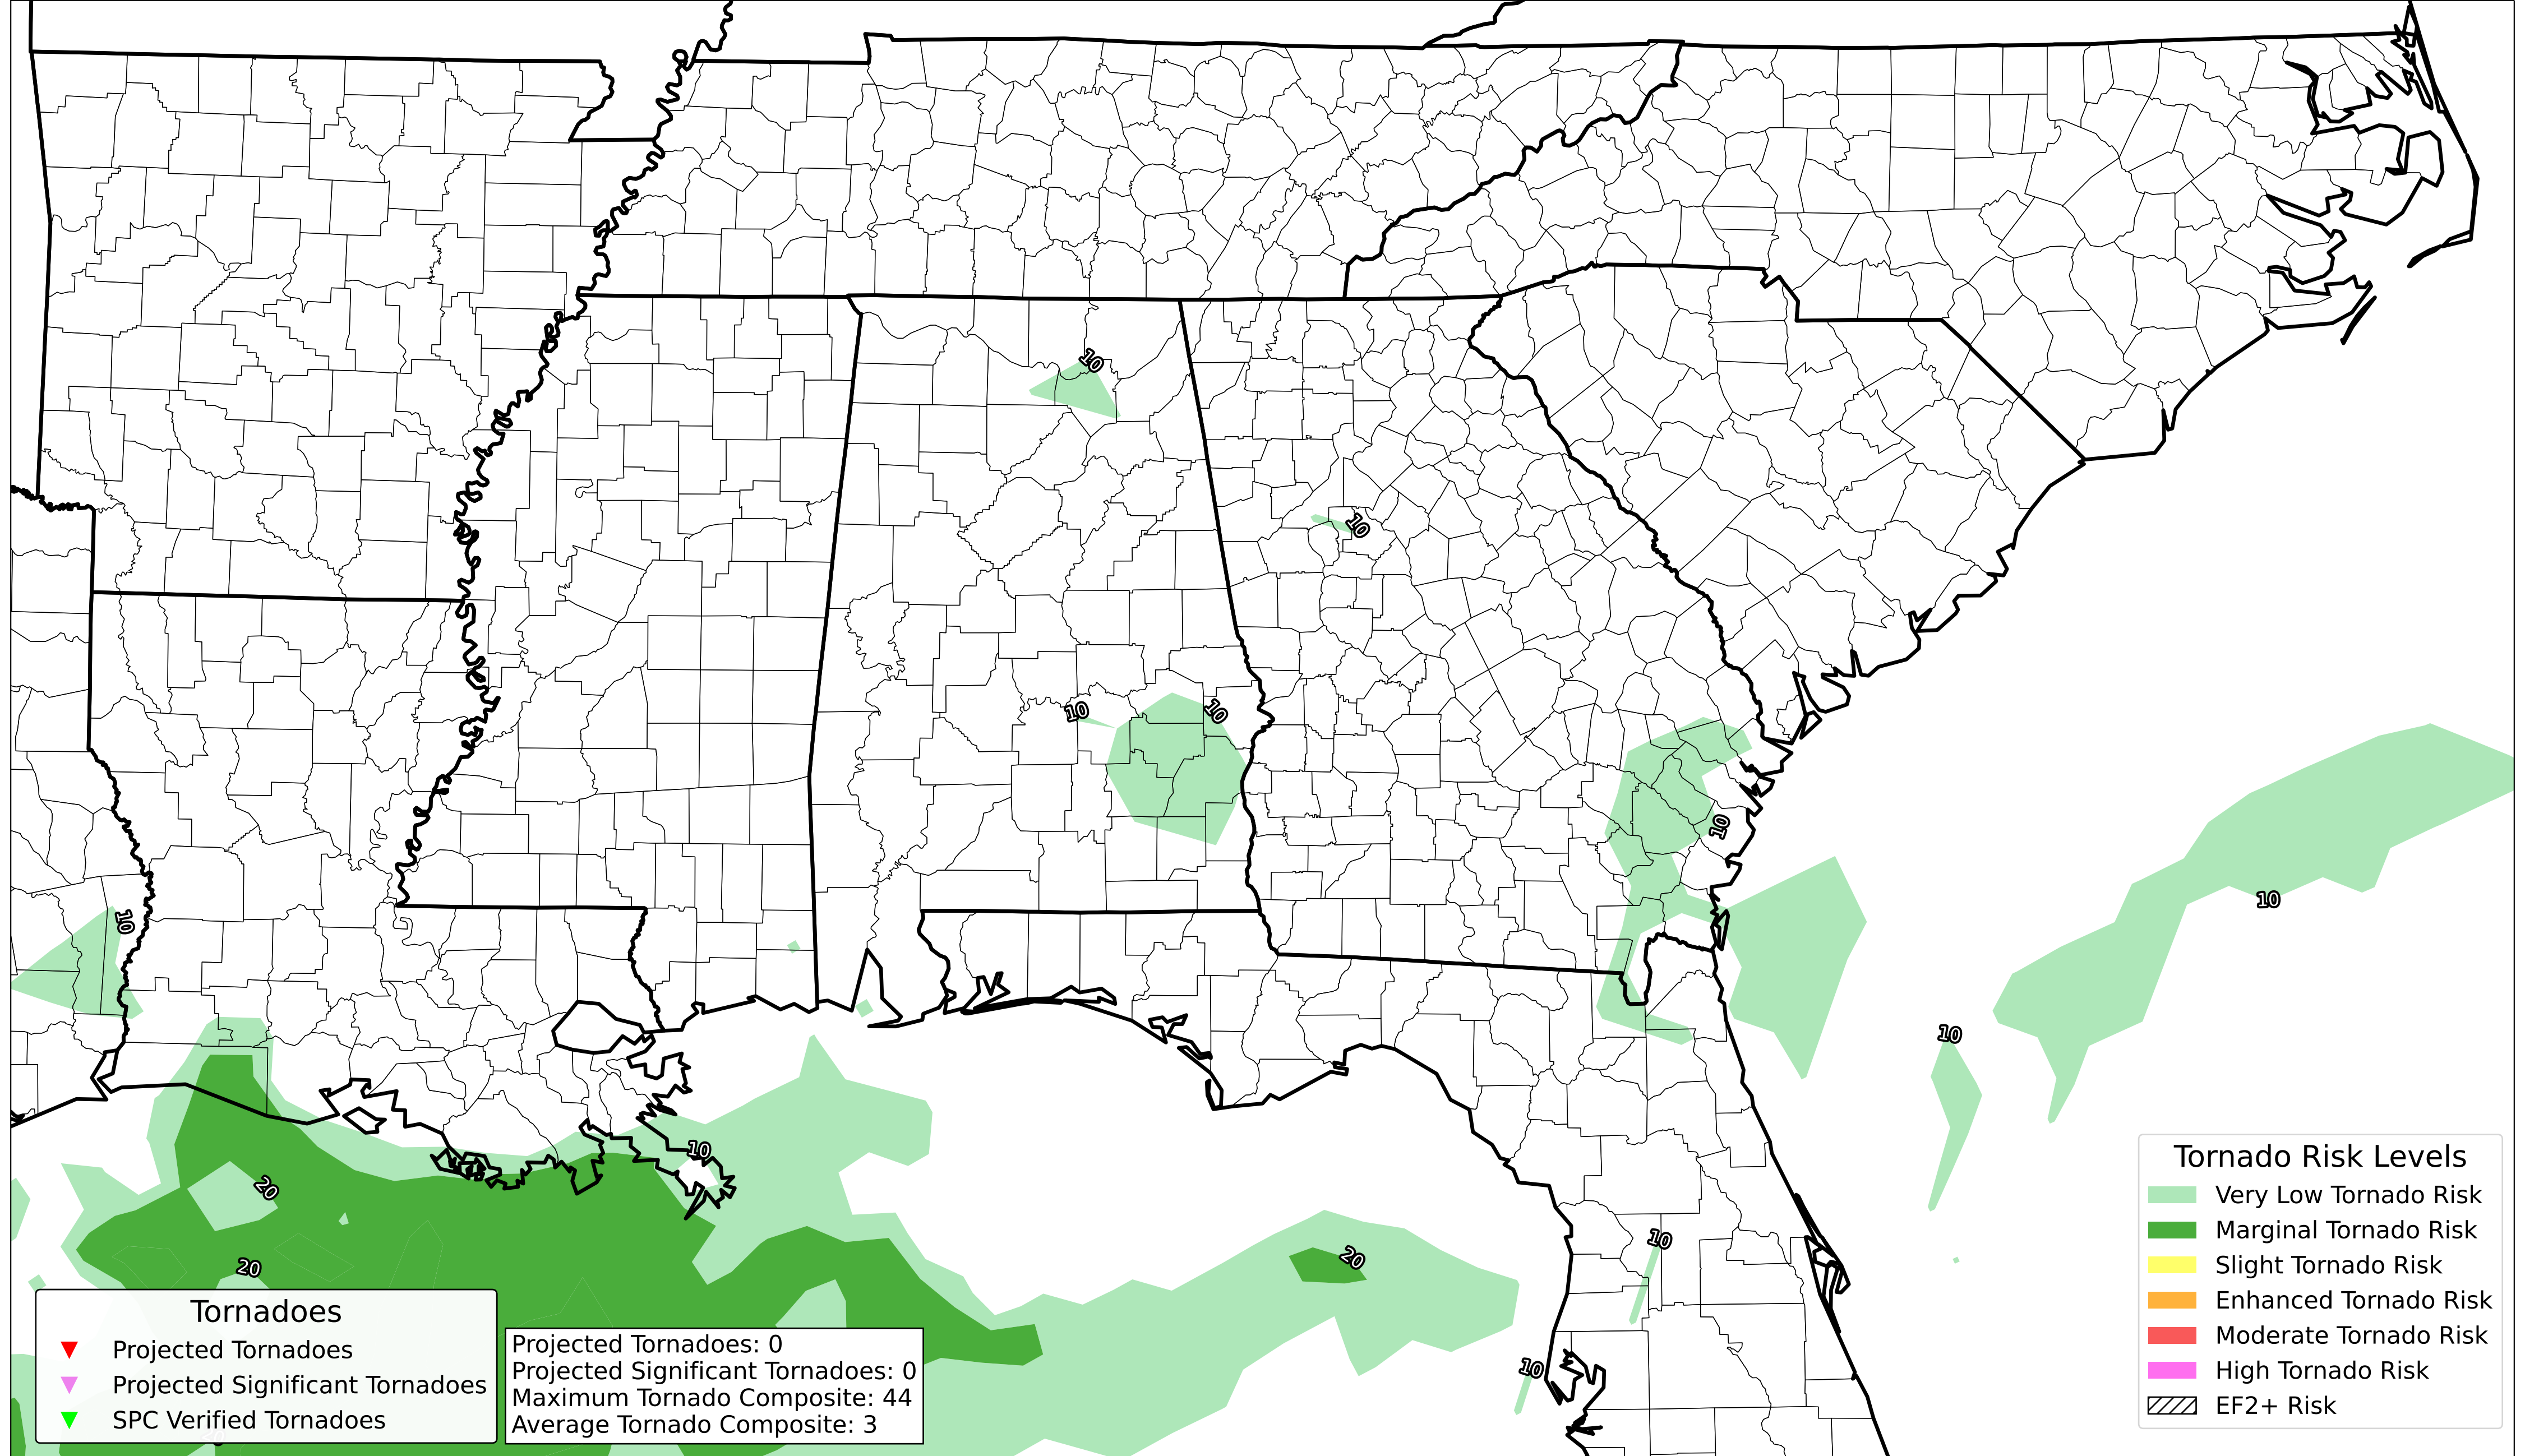 10
10
10
10
10
10
10
10
10
20
10
20
20
10
Tornadoes
Projected Tornadoes
Projected Significant Tornadoes
SPC Verified Tornadoes
Projected Tornadoes: 0
Projected Significant Tornadoes: 0
Maximum Tornado Composite: 44
Average Tornado Composite: 3
Tornado Risk Levels
Very Low Tornado Risk
Marginal Tornado Risk
Slight Tornado Risk
Enhanced Tornado Risk
Moderate Tornado Risk
High Tornado Risk
EF2+ Risk